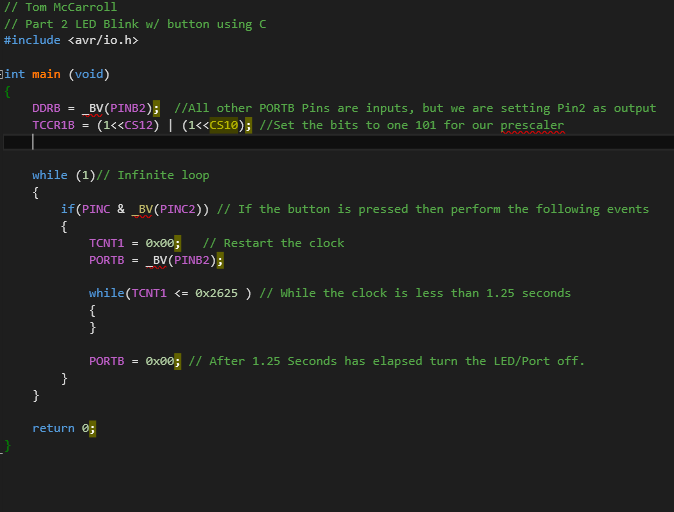 // Tom McCarroll
// Part 2 LED Blink w/ button using C
#include <avr/io.h>
int main (void)
{
DDRB = _BV(PINB2);  //All other PORTB Pins are inputs, but we are setting Pin2 as output
TCCR1B = (1<<CS12) | (1<<CS10); //Set the bits to one 101 for our prescaler
while (1)// Infinite loop
{
if(PINC & _BV(PINC2)) // If the button is pressed then perform the following events
{
TCNT1 = 0x00;   // Restart the clock
PORTB = _BV(PINB2);
while(TCNT1 <= 0x2625 ) // While the clock is less than 1.25 seconds
{
}
PORTB = 0x00; // After 1.25 Seconds has elapsed turn the LED/Port off.
}
}
return 0;
}